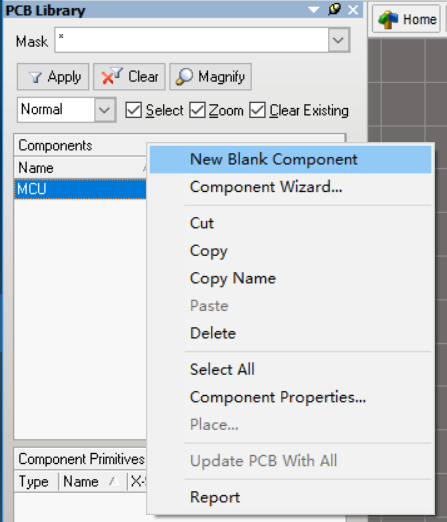 PCB Library
Home
Mask *
Apply Clear Magnify
Normal Select Zoom Clear Existing
Components
Name
MCU
New Blank Component
Component Wizard...
Cut
Copy
Copy Name
Paste
Delete
Select All
Component Properties...
Place...
Update PCB With All
Report
Component Primitives
Type Name